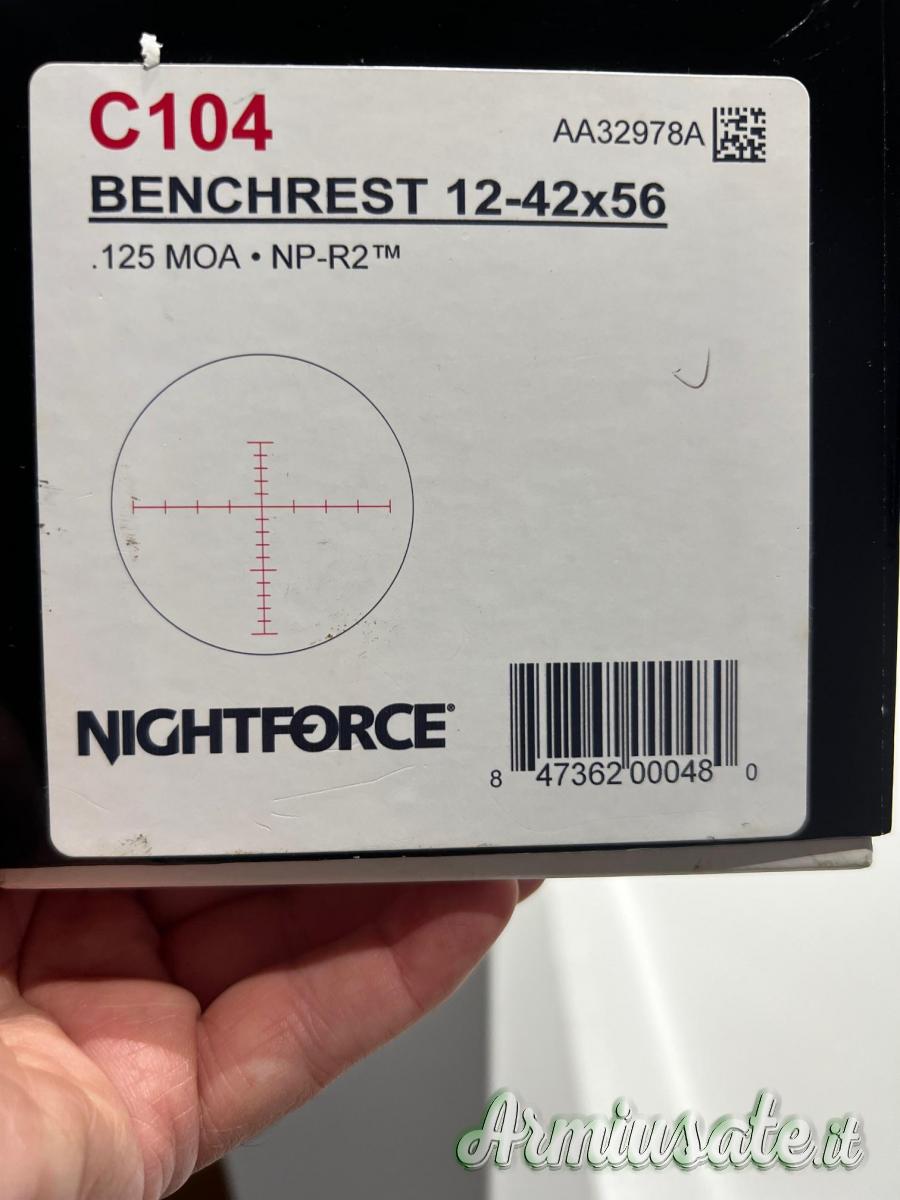 C104
AA32978A
BENCHREST 12-42x56
.125 MOA • NP-R2™
NIGHTFORCE®
8 47362 00048 0
Armiusate.it